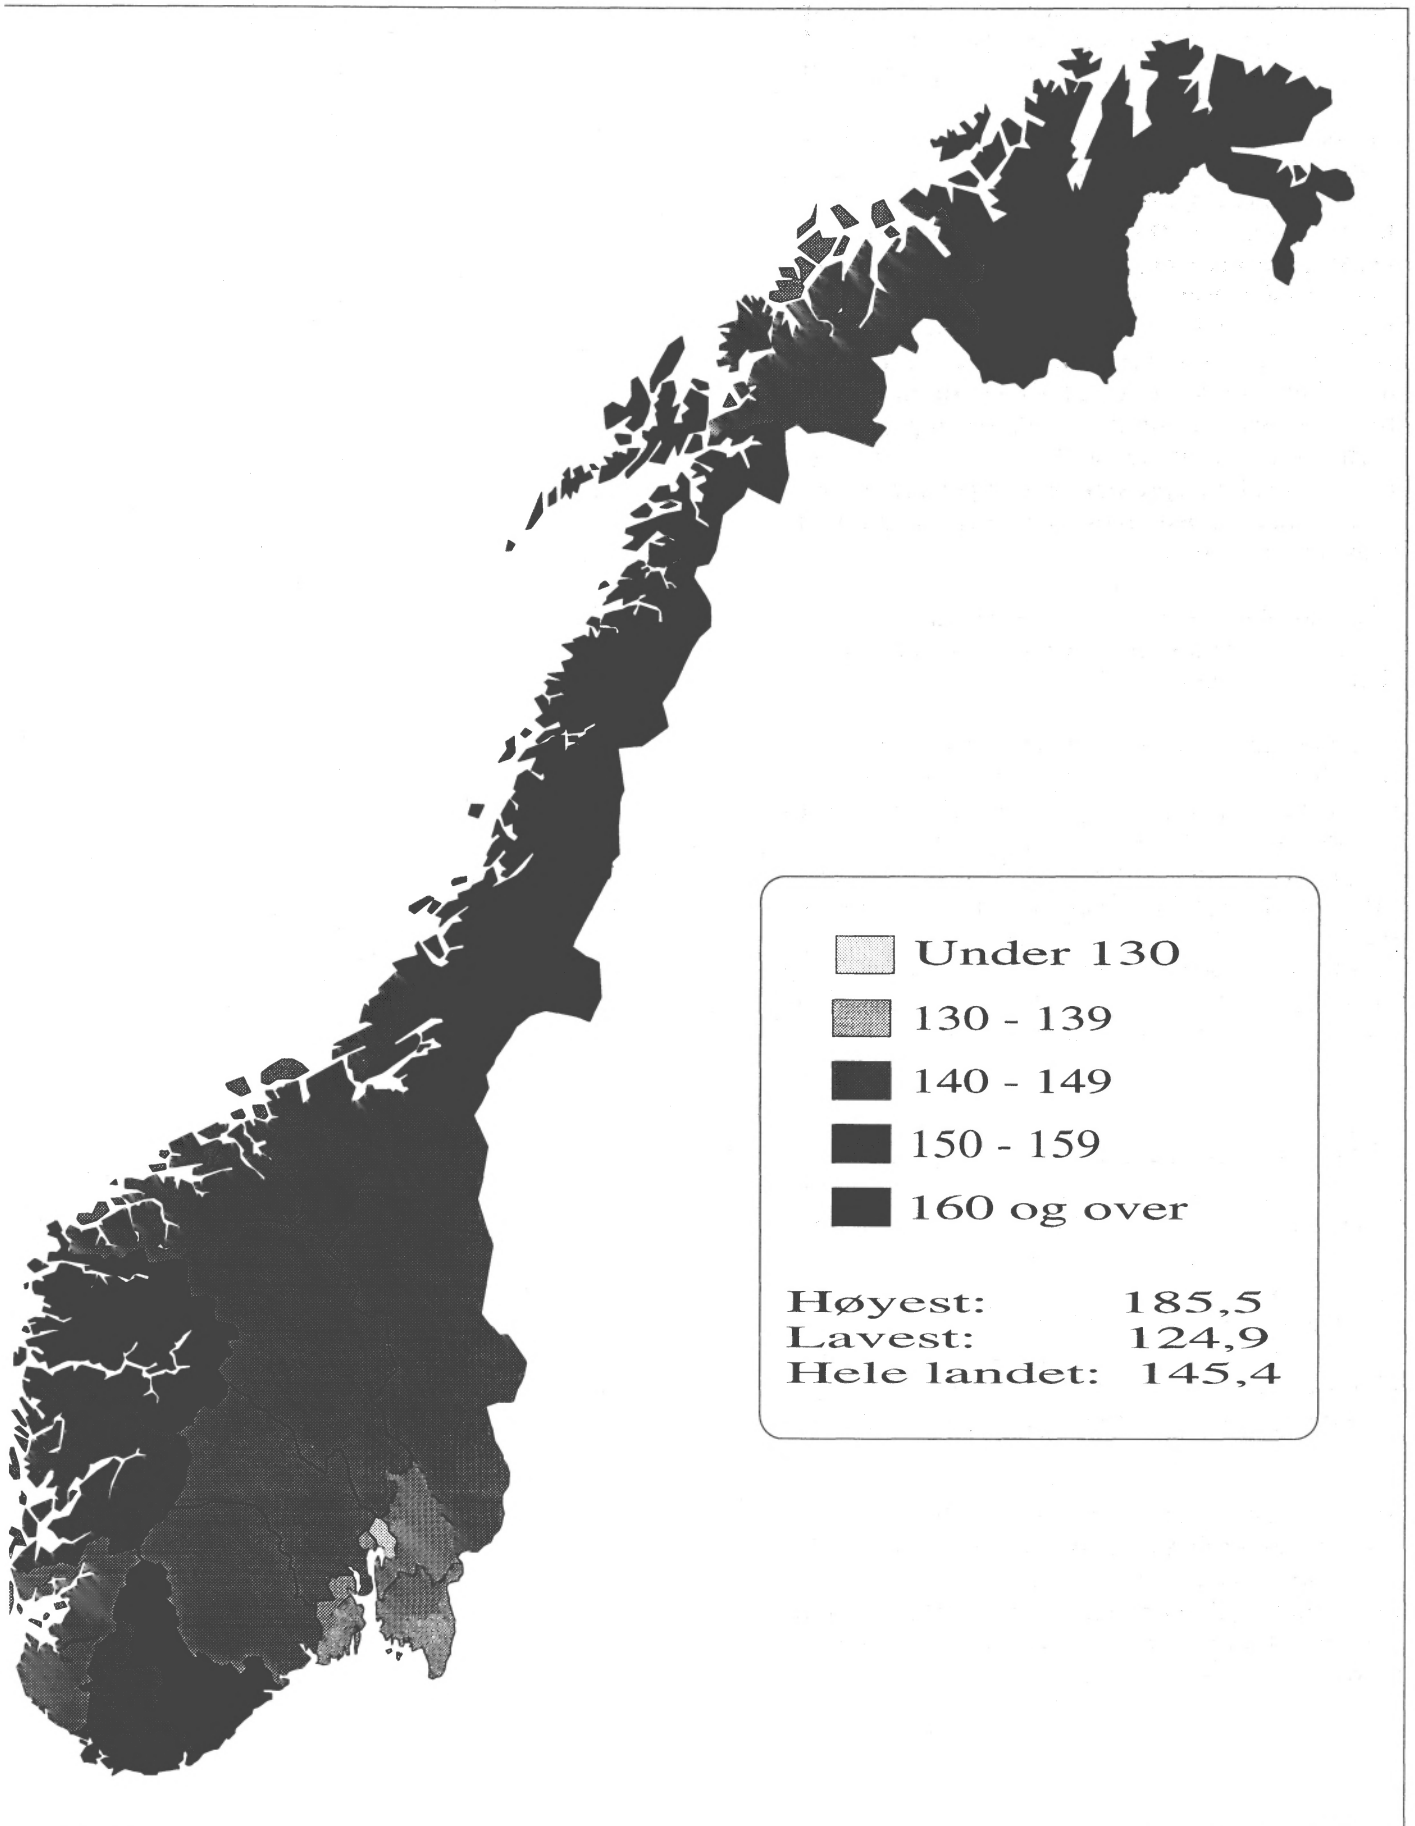 Under 130
130 - 139
140 - 149
150 - 159
160 og over
Høyest: 185,5
Lavest: 124,9
Hele landet: 145,4